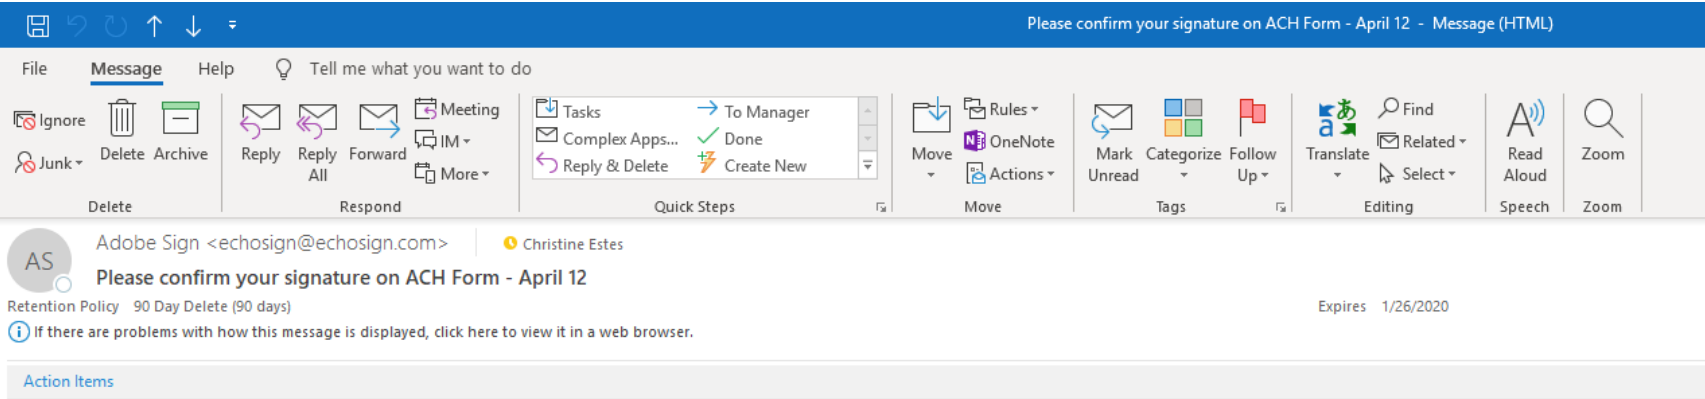 Please confirm your signature on ACH Form - April 12 - Message (HTML)
File Message Help Tell me what you want to do
Ignore
Junk
Delete Archive
Delete
Reply
Reply All
Forward
Meeting
IM
More
Respond
Tasks
Complex Apps...
Reply & Delete
To Manager
Done
Create New
Quick Steps
Move
Rules
OneNote
Actions
Move
Mark Unread
Categorize
Follow Up
Tags
あ
a
Translate
Find
Related
Select
Editing
A
Read Aloud
Speech
Zoom
Zoom
AS
Adobe Sign <echosign@echosign.com> Christine Estes
Please confirm your signature on ACH Form - April 12
Retention Policy 90 Day Delete (90 days) Expires 1/26/2020
If there are problems with how this message is displayed, click here to view it in a web browser.
Action Items